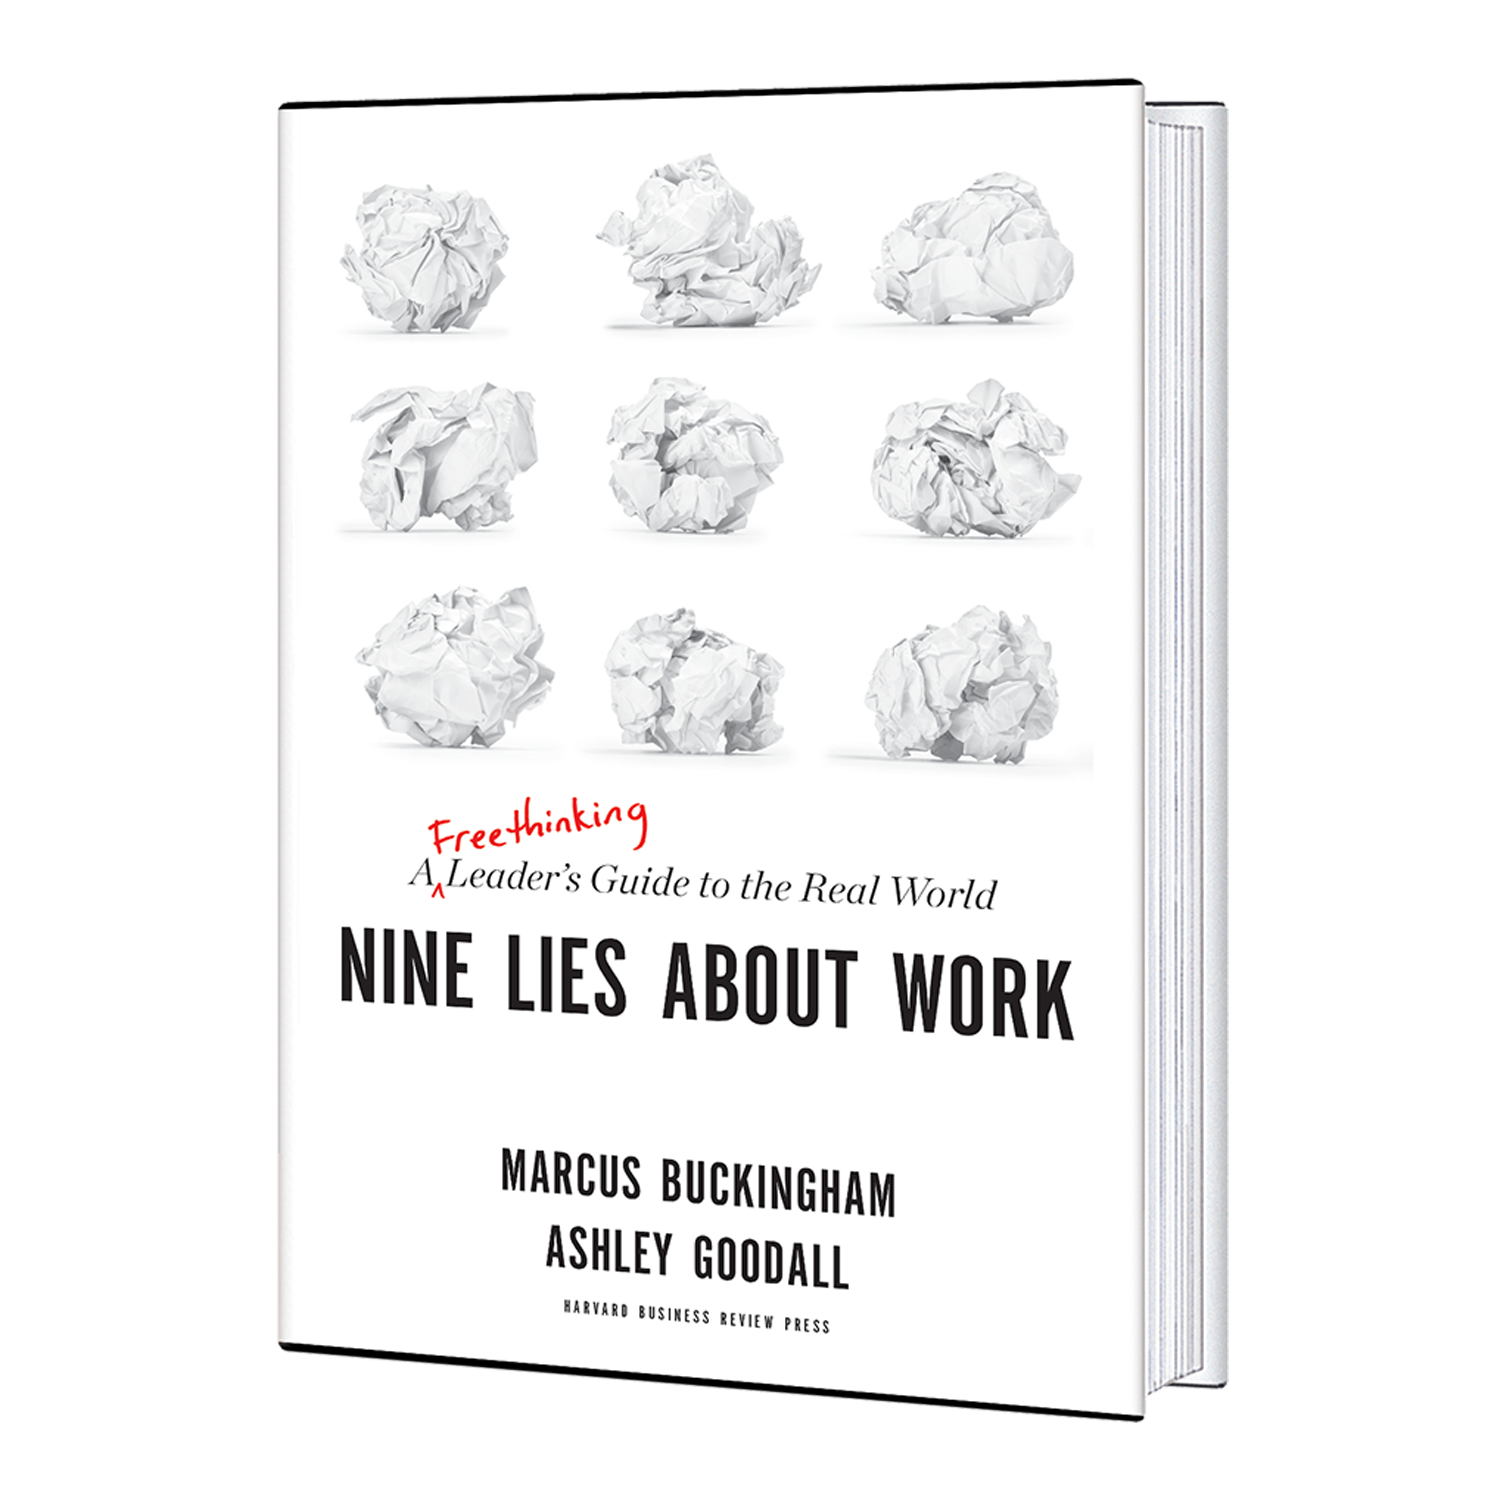 Freethinking
A ^ Leader's Guide to the Real World
NINE LIES ABOUT WORK
MARCUS BUCKINGHAM
ASHLEY GOODALL
HARVARD BUSINESS REVIEW PRESS